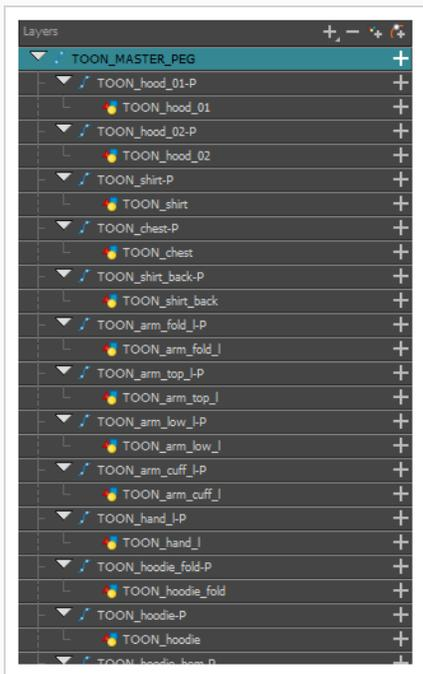 Layers
TOON_MASTER_PEG
TOON_hood_01-P
TOON_hood_01
TOON_hood_02-P
TOON_hood_02
TOON_shirt-P
TOON_shirt
TOON_chest-P
TOON_chest
TOON_shirt_back-P
TOON_shirt_back
TOON_arm_fold_l-P
TOON_arm_fold_l
TOON_arm_top_l-P
TOON_arm_top_l
TOON_arm_low_l-P
TOON_arm_low_l
TOON_arm_cuff_l-P
TOON_arm_cuff_l
TOON_hand_l-P
TOON_hand_l
TOON_hoodie_fold-P
TOON_hoodie_fold
TOON_hoodie-P
TOON_hoodie
TOON_hoodie_hem-P